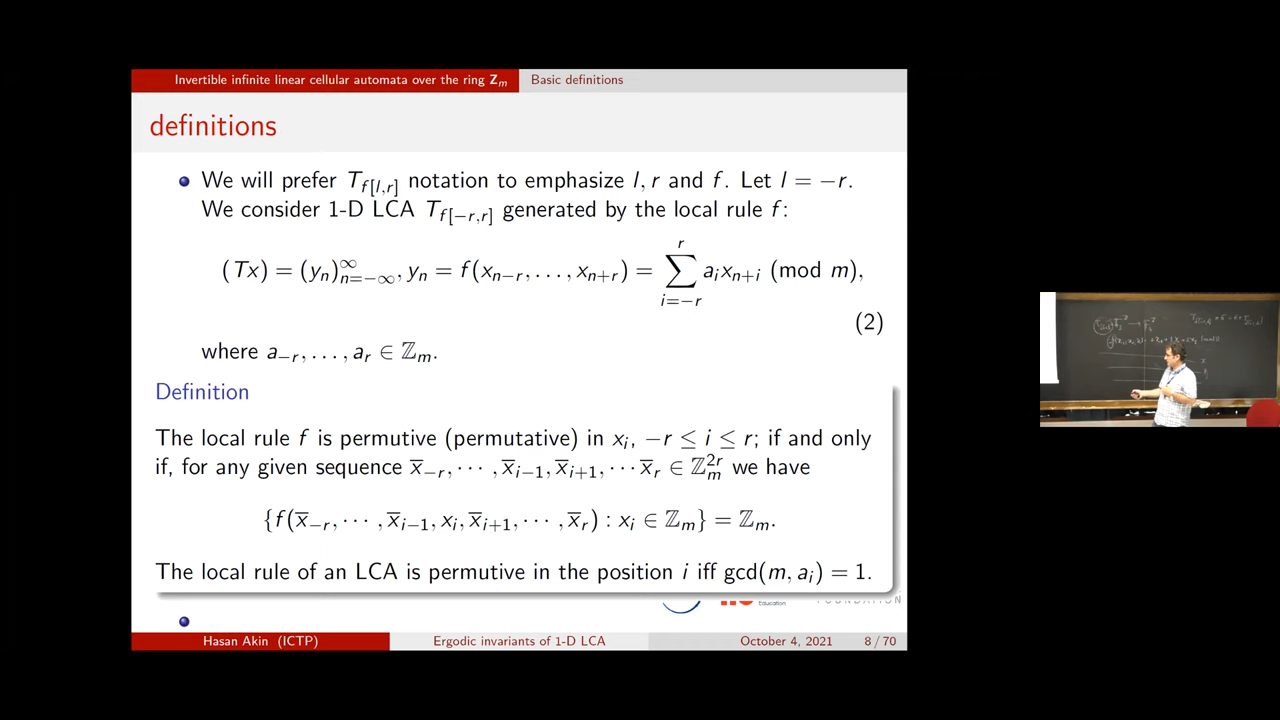 Invertible infinite linear cellular automata over the ring Z_m Basic definitions
definitions
We will prefer T_{f[l,r]} notation to emphasize l, r and f. Let l = −r.
We consider 1-D LCA T_{f[−r,r]} generated by the local rule f:
(Tx) = (y_n)_{n=−∞}^{∞}, y_n = f(x_{n−r}, . . . , x_{n+r}) = ∑_{i=−r}^{r} a_i x_{n+i} (mod m),
(2)
where a_{−r}, . . . , a_r ∈ ℤ_m.
Definition
The local rule f is permutive (permutative) in x_i, −r ≤ i ≤ r; if and only
if, for any given sequence x̅_{−r}, ⋯ , x̅_{i−1}, x̅_{i+1}, ⋯ x̅_r ∈ ℤ_m^{2r} we have
{f(x̅_{−r}, ⋯ , x̅_{i−1}, x_i, x̅_{i+1}, ⋯ , x̅_r) : x_i ∈ ℤ_m} = ℤ_m.
The local rule of an LCA is permutive in the position i iff gcd(m, a_i) = 1.
Education
Hasan Akin (ICTP) Ergodic invariants of 1-D LCA October 4, 2021 8 / 70